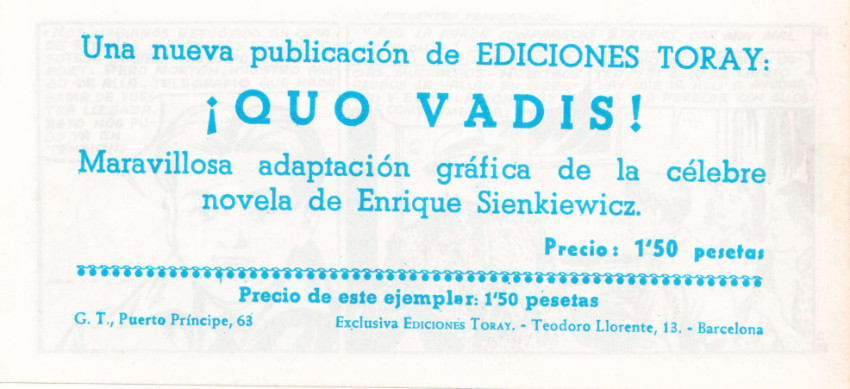 Una nueva publicación de EDICIONES TORAY:
¡QUO VADIS!
Maravillosa adaptación gráfica de la célebre
novela de Enrique Sienkiewicz.
Precio: 1'50 pesetas
Precio de este ejemplar: 1'50 pesetas
G. T., Puerto Príncipe, 63 Exclusiva EDICIONES TORAY. - Teodoro Llorente, 13. - Barcelona